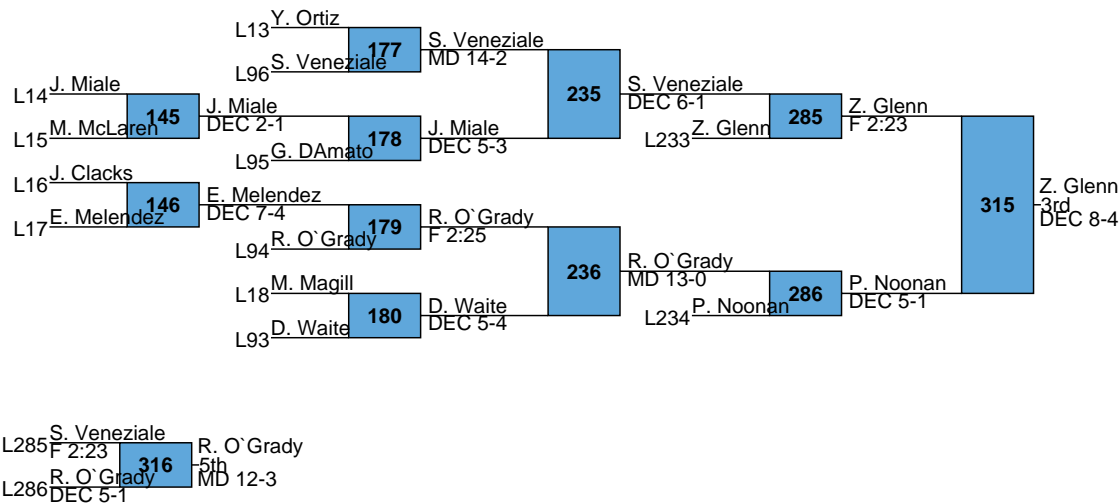 Y. Ortiz
L13
177
S. Veneziale
MD 14-2
S. Veneziale
L96
J. Miale
L14
145
J. Miale
DEC 2-1
M. McLaren
L15
178
J. Miale
DEC 5-3
G. DAmato
L95
235
S. Veneziale
DEC 6-1
Z. Glenn
L233
285
Z. Glenn
F 2:23
J. Clacks
L16
146
E. Melendez
DEC 7-4
E. Melendez
L17
179
R. O`Grady
F 2:25
R. O`Grady
L94
M. Magill
L18
180
D. Waite
DEC 5-4
D. Waite
L93
236
R. O`Grady
MD 13-0
P. Noonan
L234
286
P. Noonan
DEC 5-1
315
Z. Glenn
3rd
DEC 8-4
S. Veneziale
L285
F 2:23
316
R. O`Grady
5th
MD 12-3
R. O`Grady
L286
DEC 5-1